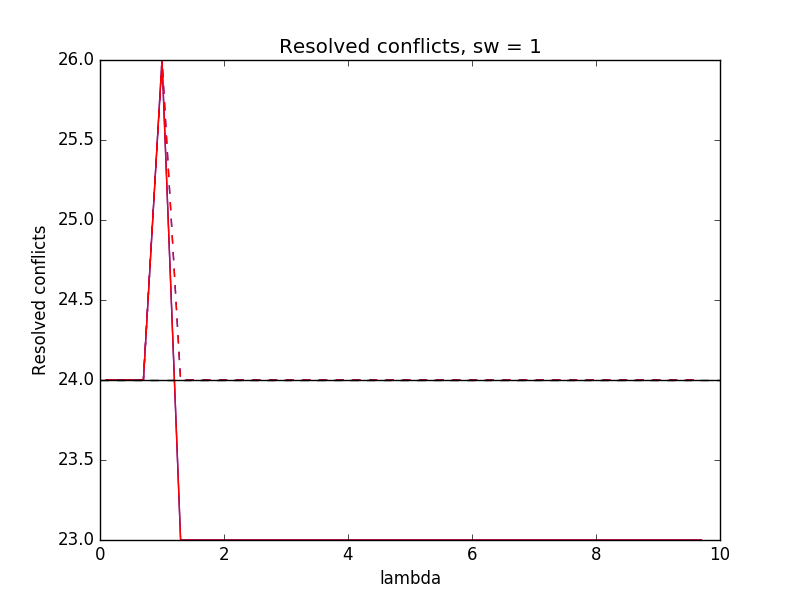 Resolved conflicts, sw = 1
26.0
25.5
25.0
24.5
24.0
23.5
23.0
Resolved conflicts
0 2 4 6 8 10
lambda